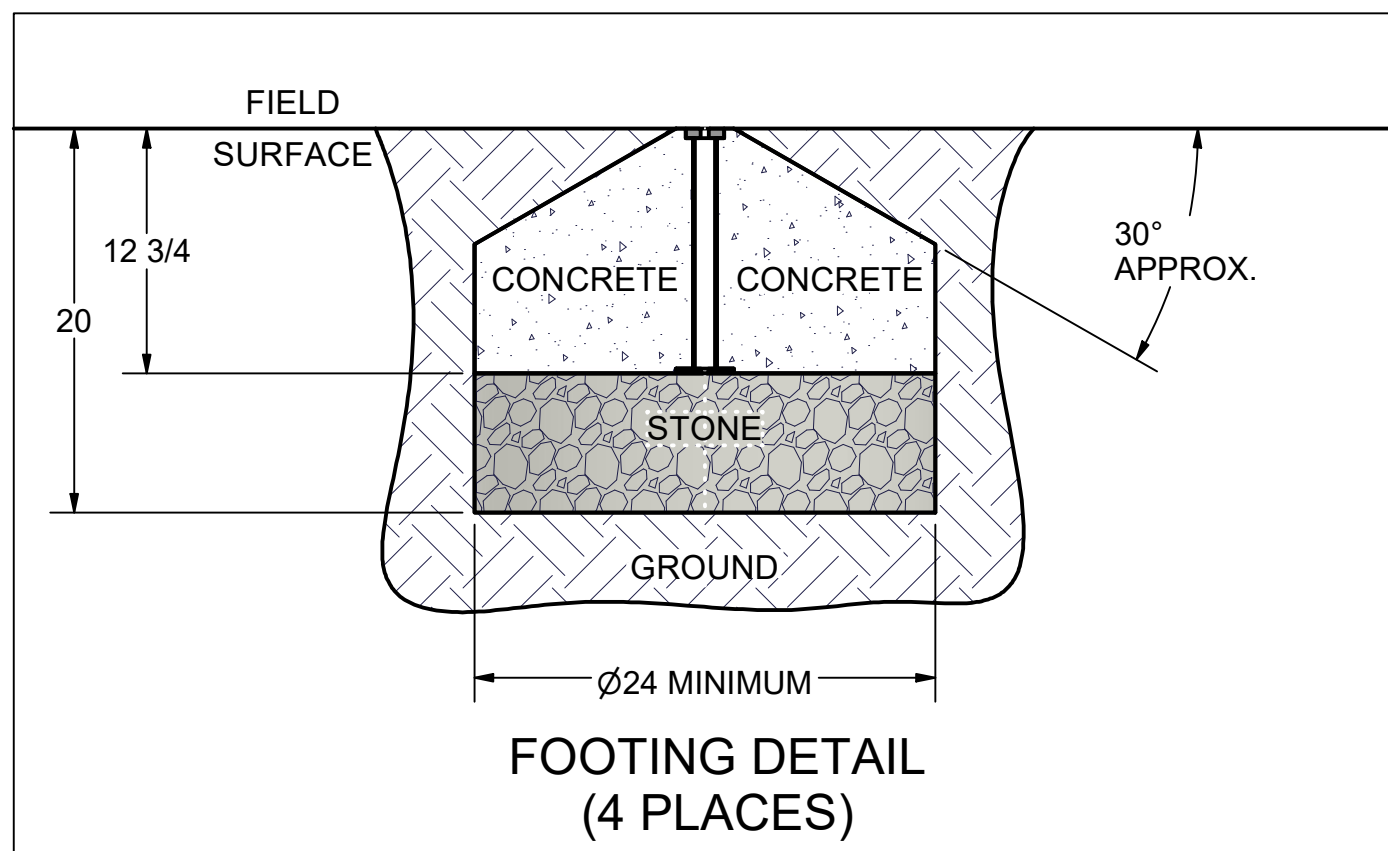 FIELD
SURFACE
12 3/4
20
30°
APPROX.
CONCRETE CONCRETE
STONE
GROUND
Ø24 MINIMUM
FOOTING DETAIL
(4 PLACES)